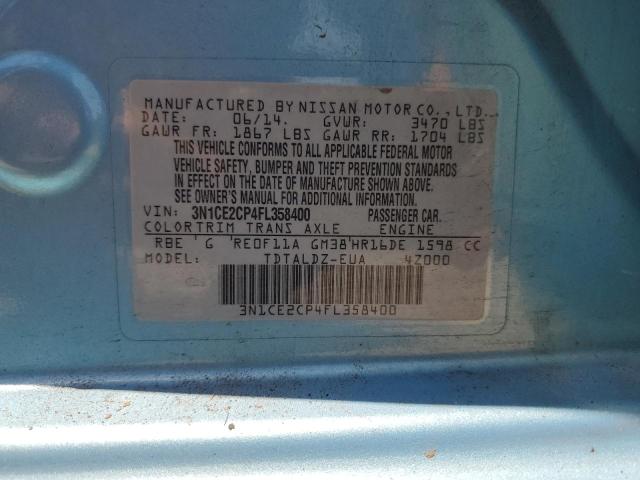 MANUFACTURED BY NISSAN MOTOR CO., LTD.
DATE: 06/14. GVWR: 3470 LBS
GAWR FR: 1867 LBS GAWR RR: 1704 LBS
THIS VEHICLE CONFORMS TO ALL APPLICABLE FEDERAL MOTOR
VEHICLE SAFETY, BUMPER AND THEFT PREVENTION STANDARDS
IN EFFECT ON THE DATE OF MANUFACTURE SHOWN ABOVE.
SEE OWNER'S MANUAL FOR ADDITIONAL INFORMATION.
VIN: 3N1CE2CP4FL358400 PASSENGER CAR.
COLOR TRIM TRANS AXLE ENGINE
RBE 'G 'RE0F11A GM38'HR16DE 1598 CC
MODEL: TDTALDZ-EUA 4Z000
3N1CE2CP4FL358400